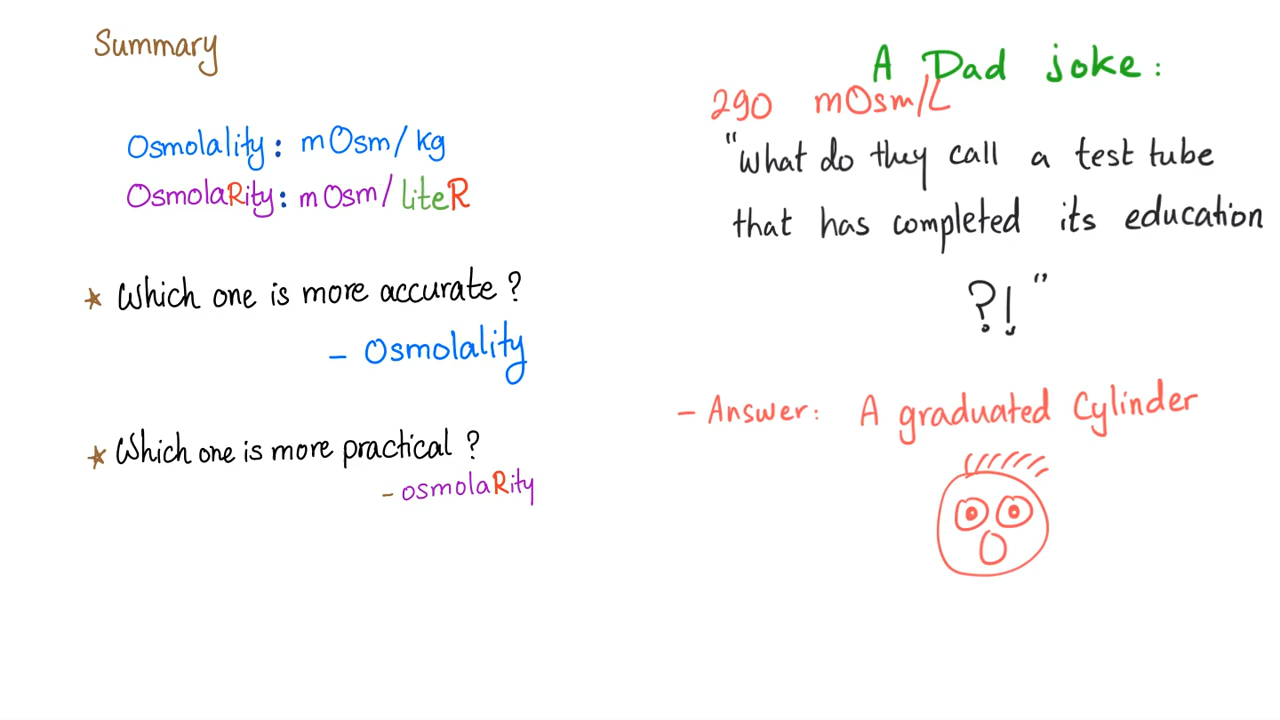 Summary
Osmolality: mOsm/kg
OsmolaRity: mOsm/liteR
★ Which one is more accurate?
- Osmolality
★ Which one is more practical?
- osmolaRity
A Dad joke:
290 mOsm/L
"What do they call a test tube
that has completed its education
?!"
- Answer: A graduated Cylinder